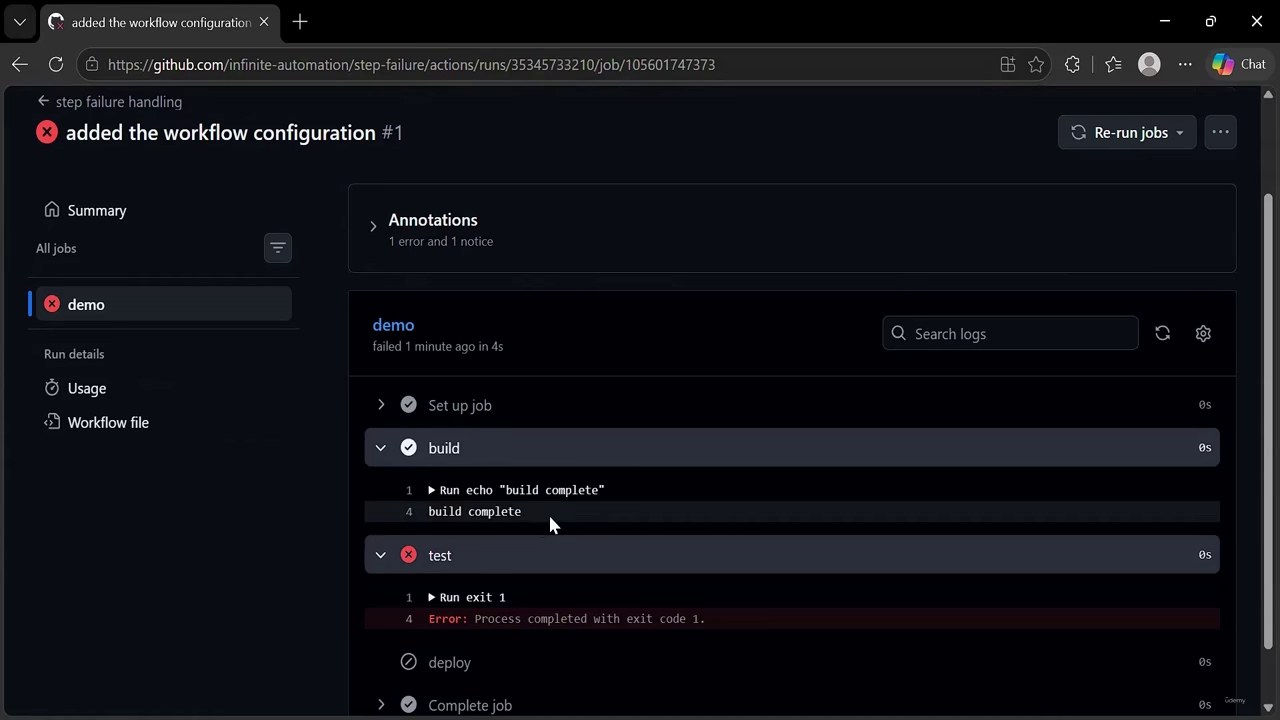 added the workflow configuration
https://github.com/infinite-automation/step-failure/actions/runs/35345733210/job/105601747373
Chat
step failure handling
added the workflow configuration #1
Re-run jobs
Summary
All jobs
demo
Run details
Usage
Workflow file
Annotations
1 error and 1 notice
demo
failed 1 minute ago in 4s
Search logs
Set up job 0s
build 0s
1 Run echo "build complete"
4 build complete
test 0s
1 Run exit 1
4 Error: Process completed with exit code 1.
deploy 0s
Complete job 0s
Udemy